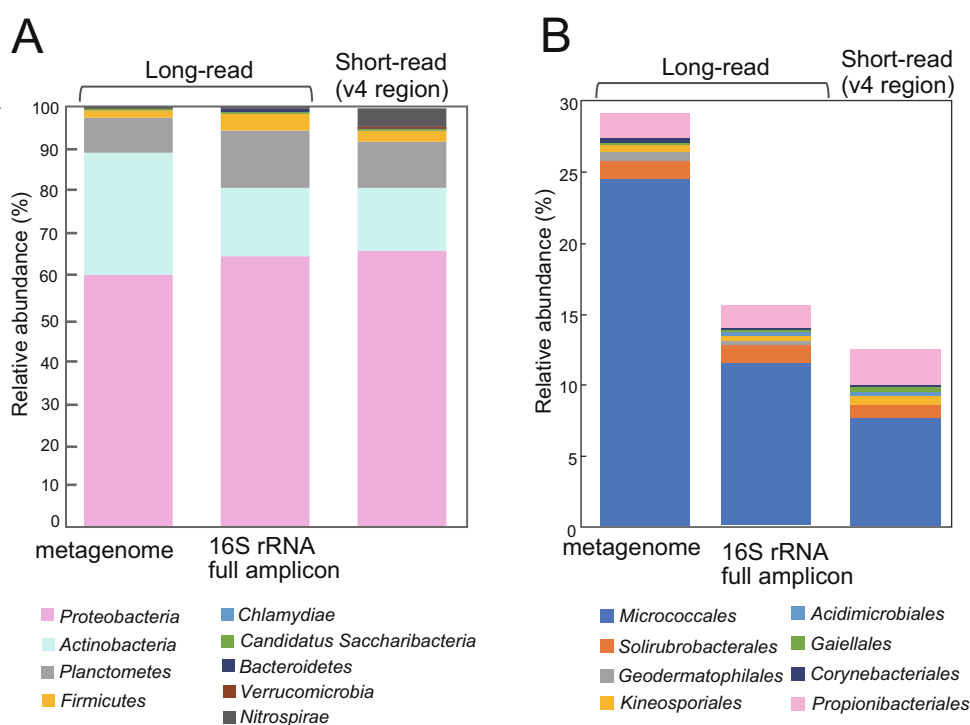 A
Long-read
Short-read
(v4 region)
Relative abundance (%)
100
90
80
70
60
50
40
30
20
10
0
metagenome
16S rRNA
full amplicon
Proteobacteria
Actinobacteria
Planctometes
Firmicutes
Chlamydiae
Candidatus Saccharibacteria
Bacteroidetes
Verrucomicrobia
Nitrospirae
B
Long-read
Short-read
(v4 region)
Relative abundance (%)
30
25
20
15
10
5
0
metagenome
16S rRNA
full amplicon
Micrococcales
Solirubrobacterales
Geodermatophilales
Kineosporiales
Acidimicrobiales
Gaiellales
Corynebacteriales
Propionibacteriales